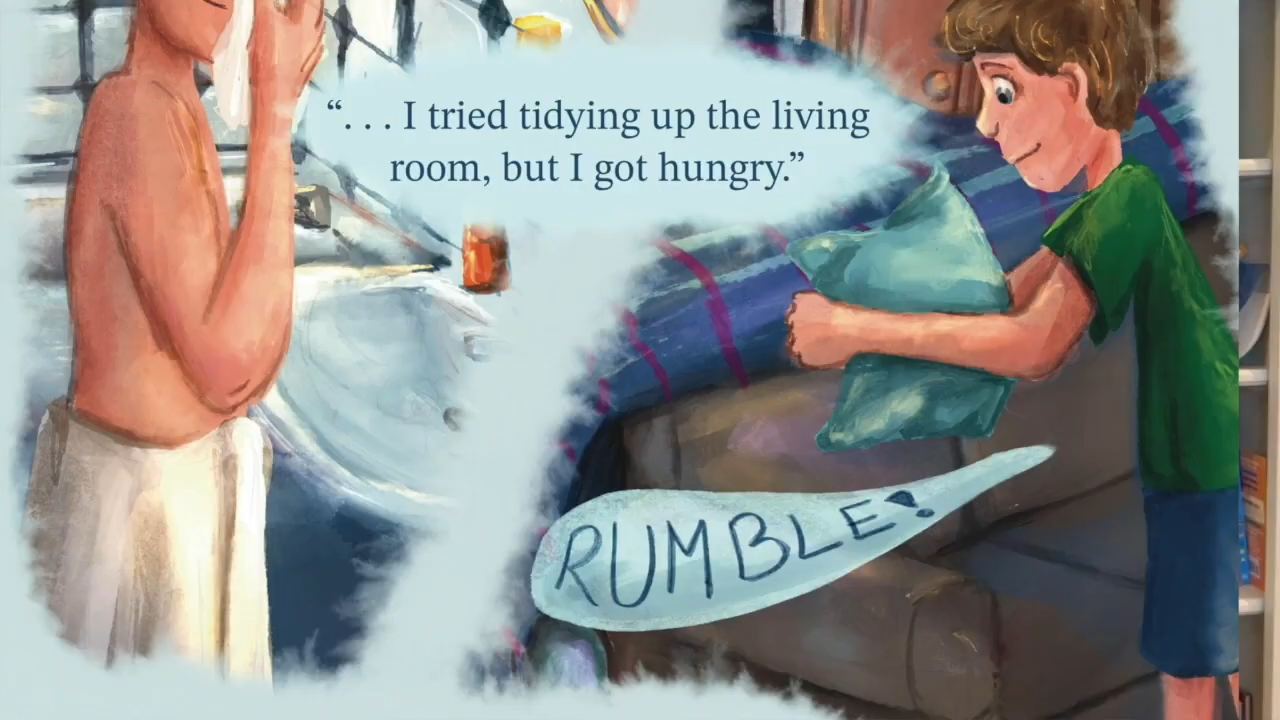 “. . . I tried tidying up the living
room, but I got hungry.”
RUMBLE!